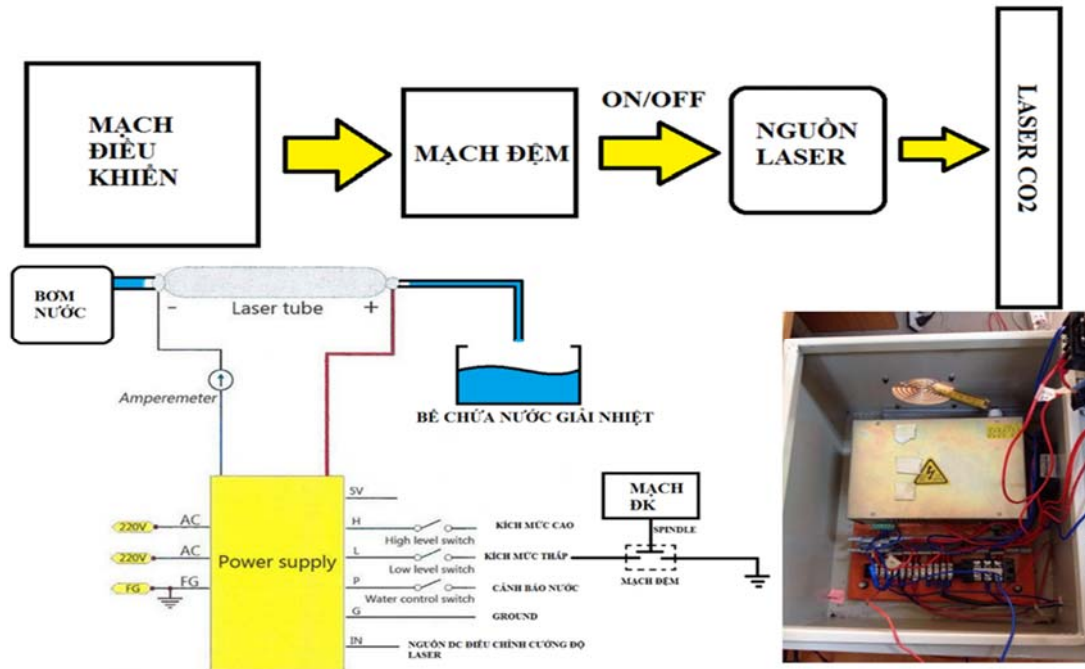 MẠCH
ĐIỀU
KHIỂN
MẠCH ĐỆM
ON/OFF
NGUỒN
LASER
LASER CO2
BƠM
NƯỚC
-
Laser tube
+
Amperemeter
BỂ CHỨA NƯỚC GIẢI NHIỆT
Power supply
220V
AC
220V
AC
FG
FG
5V
H
High level switch
KÍCH MỨC CAO
L
Low level switch
KÍCH MỨC THẤP
P
Water control switch
CẢNH BÁO NƯỚC
G
GROUND
IN
NGUỒN DC ĐIỀU CHỈNH CƯỜNG ĐỘ
LASER
MẠCH
ĐK
SPINDLE
MẠCH ĐỆM